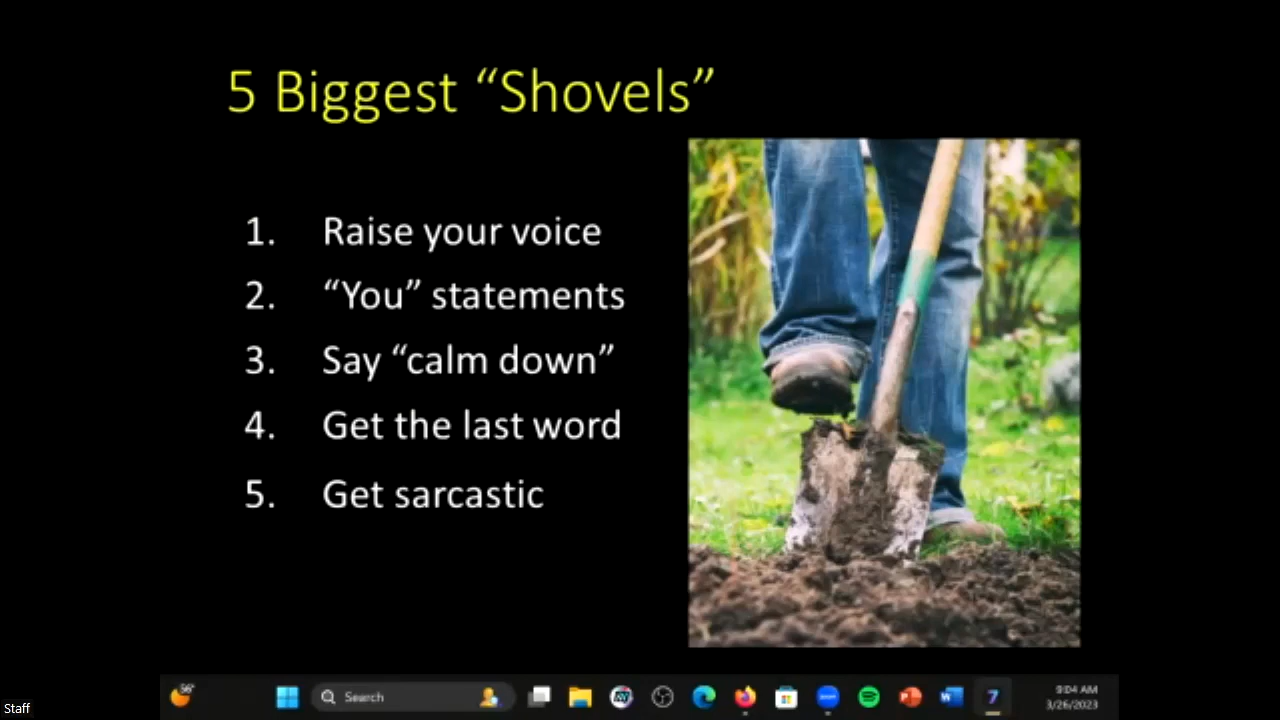 5 Biggest “Shovels”
1. Raise your voice
2. “You” statements
3. Say “calm down”
4. Get the last word
5. Get sarcastic
56°
Search
9:04 AM
3/26/2023
Staff